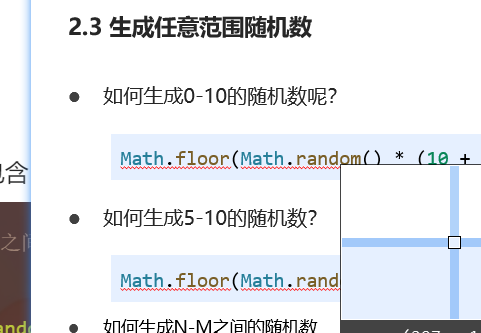 2.3 生成任意范围随机数
● 如何生成0-10的随机数呢？
Math.floor(Math.random() * (10 +
包含
● 如何生成5-10的随机数？
之间
Math.floor(Math.rand
● 如何生成N-M之间的随机数